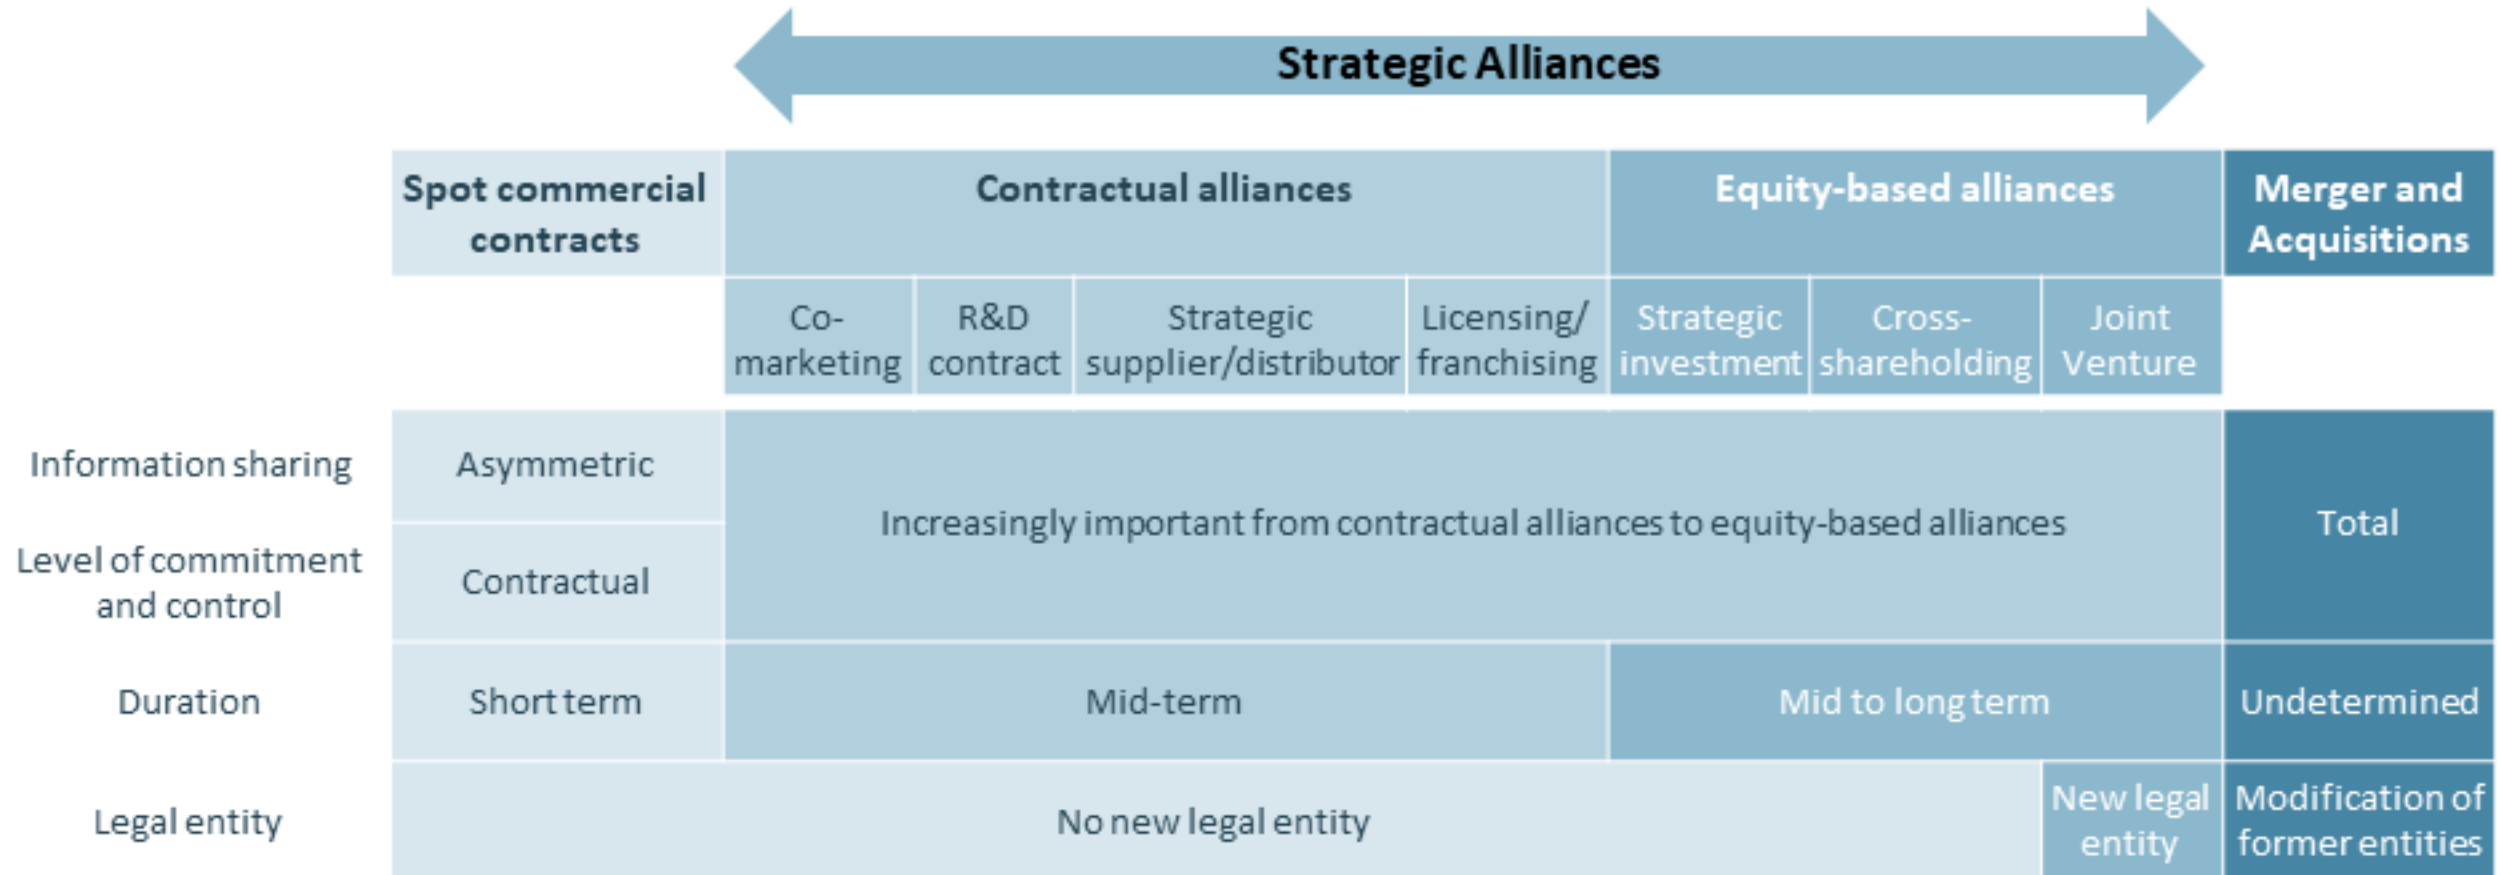 Strategic Alliances
Spot commercial
contracts
Contractual alliances
Equity-based alliances
Merger and
Acquisitions
Co-
marketing
R&D
contract
Strategic
supplier/distributor
Licensing/
franchising
Strategic
investment
Cross-
shareholding
Joint
Venture
Information sharing
Asymmetric
Increasingly important from contractual alliances to equity-based alliances
Total
Level of commitment
and control
Contractual
Duration
Short term
Mid-term
Mid to long term
Undetermined
Legal entity
No new legal entity
New legal
entity
Modification of
former entities